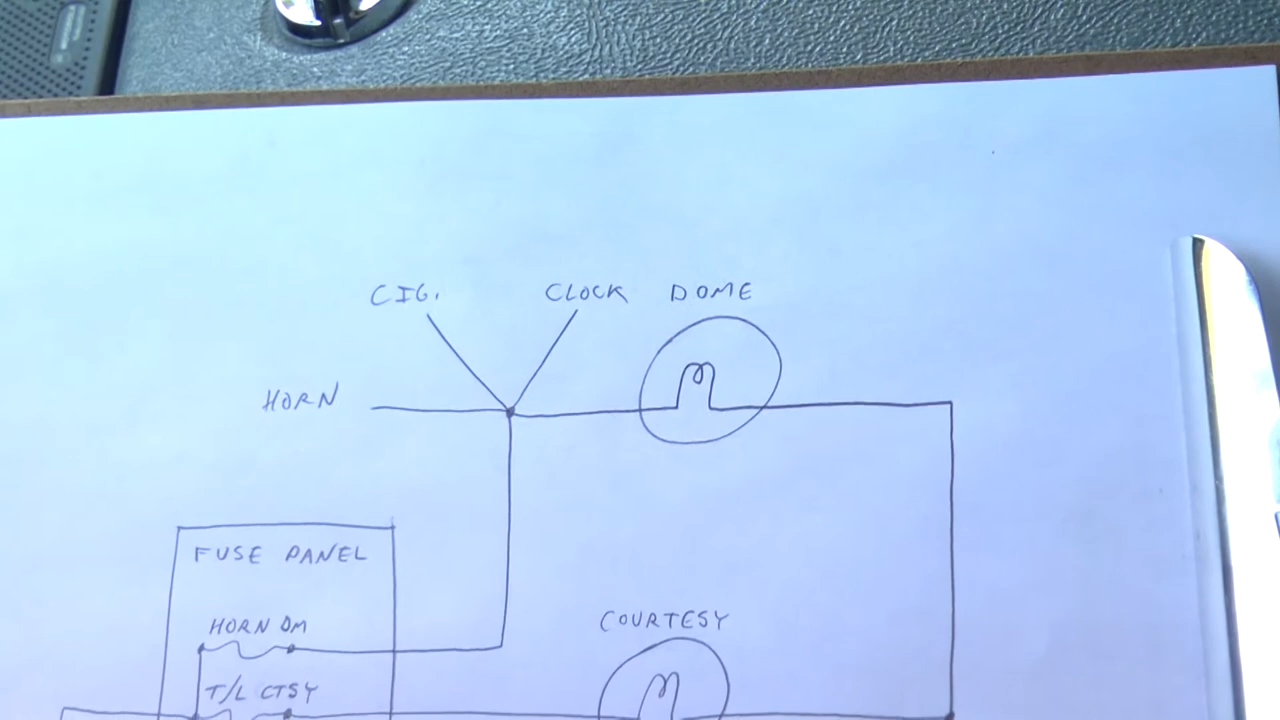 CIG.
CLOCK
DOME
HORN
FUSE PANEL
HORN DM
COURTESY
T/L CTSY